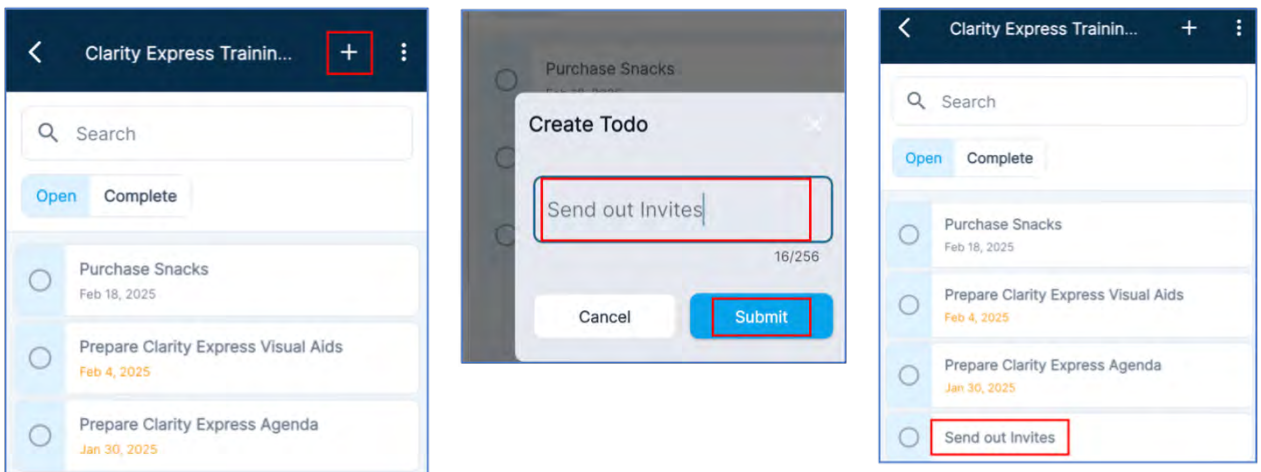 Clarity Express Trainin...
Search
Open Complete
Purchase Snacks
Feb 18, 2025
Prepare Clarity Express Visual Aids
Feb 4, 2025
Prepare Clarity Express Agenda
Jan 30, 2025
Purchase Snacks
Feb 18, 2025
Create Todo
Send out Invites
16/256
Cancel Submit
Clarity Express Trainin...
Search
Open Complete
Purchase Snacks
Feb 18, 2025
Prepare Clarity Express Visual Aids
Feb 4, 2025
Prepare Clarity Express Agenda
Jan 30, 2025
Send out Invites